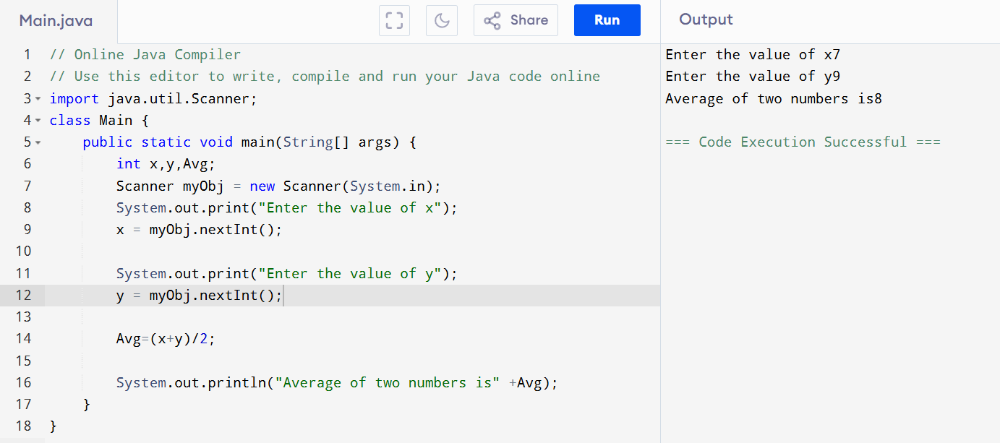 Main.java
Share
Run
Output
1 // Online Java Compiler
2 // Use this editor to write, compile and run your Java code online
3 import java.util.Scanner;
4 class Main {
5     public static void main(String[] args) {
6         int x,y,Avg;
7         Scanner myObj = new Scanner(System.in);
8         System.out.print("Enter the value of x");
9         x = myObj.nextInt();
10
11         System.out.print("Enter the value of y");
12         y = myObj.nextInt();
13
14         Avg=(x+y)/2;
15
16         System.out.println("Average of two numbers is" +Avg);
17     }
18 }
Enter the value of x7
Enter the value of y9
Average of two numbers is8
=== Code Execution Successful ===